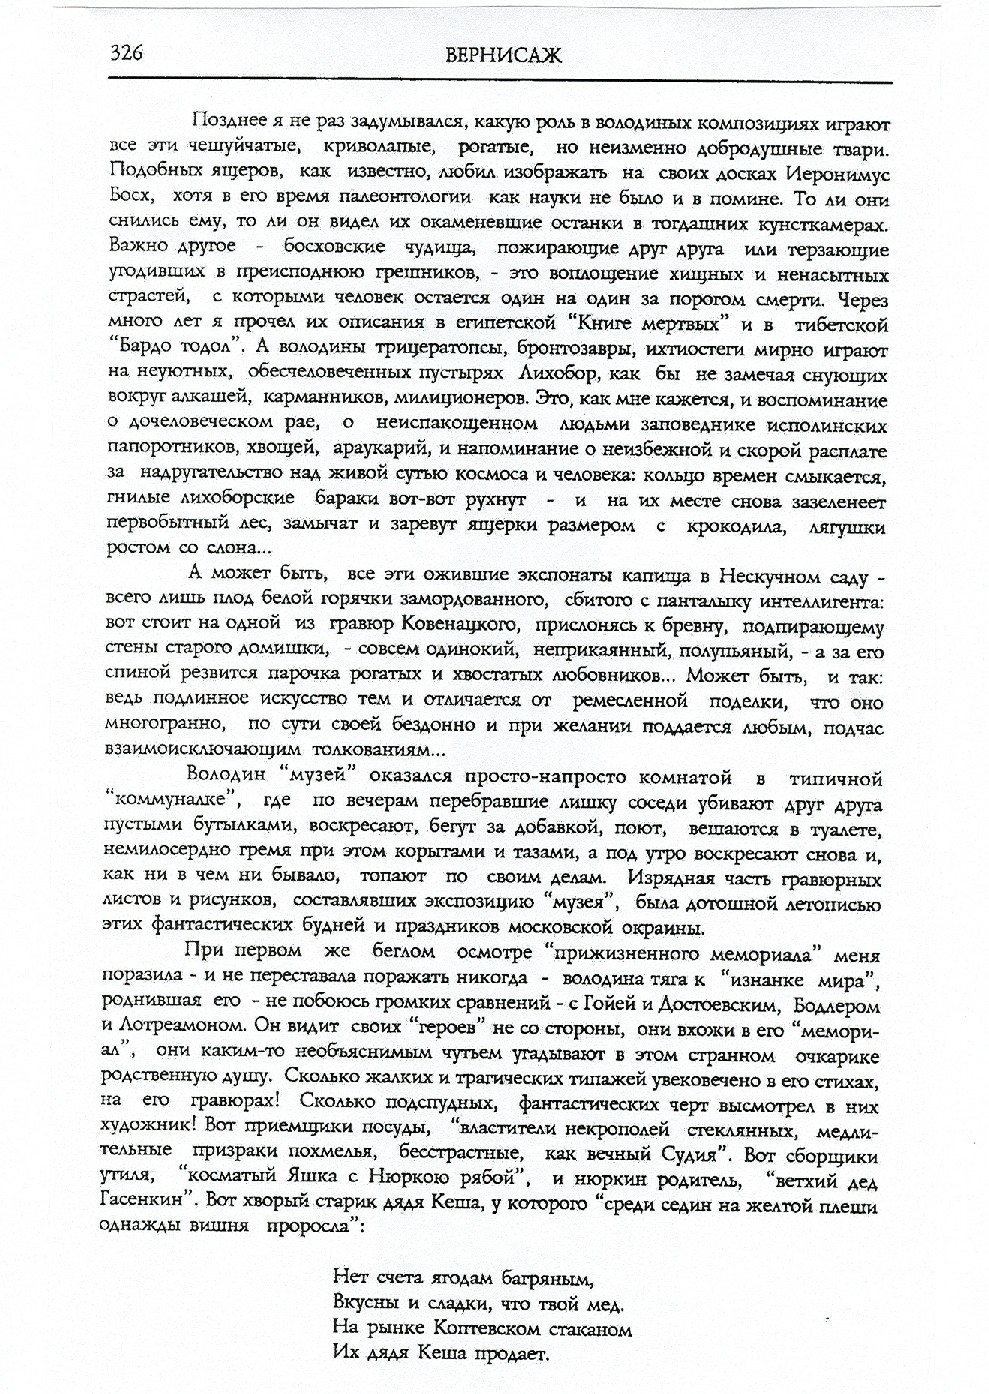 326
ВЕРНИСАЖ
Позднее я не раз задумывался, какую роль в володиных композициях играют
все эти чешуйчатые, криволапые, рогатые, но неизменно добродушные твари.
Подобных ящеров, как известно, любил изображать на своих досках Иеронимус
Босх, хотя в его время палеонтологии как науки не было и в помине. То ли они
снились ему, то ли он видел их окаменевшие останки в тогдашних кунсткамерах.
Важно другое - босховские чудища, пожирающие друг друга или терзающие
угодивших в преисподнюю грешников, - это воплощение хищных и ненасытных
страстей, с которыми человек остается один на один за порогом смерти. Через
много лет я прочел их описания в египетской “Книге мертвых” и в тибетской
“Бардо тодол”. А володины трицератопсы, бронтозавры, ихтиостеги мирно играют
на неуютных, обесчеловеченных пустырях Лихобор, как бы не замечая снующих
вокруг алкашей, карманников, милиционеров. Это, как мне кажется, и воспоминание
о дочеловеческом рае, о неиспакощенном людьми заповеднике исполинских
папоротников, хвощей, араукарий, и напоминание о неизбежной и скорой расплате
за надругательство над живой сутью космоса и человека: кольцо времен смыкается,
гнилые лихоборские бараки вот-вот рухнут - и на их месте снова зазеленеет
первобытный лес, замычат и заревут ящерки размером с крокодила, лягушки
ростом со слона...
А может быть, все эти ожившие экспонаты капища в Нескучном саду -
всего лишь плод белой горячки замордованного, сбитого с панталыку интеллигента:
вот стоит на одной из гравюр Ковенацкого, прислонясь к бревну, подпирающему
стены старого домишки, - совсем одинокий, неприкаянный, полупьяный, - а за его
спиной резвится парочка рогатых и хвостатых любовников... Может быть, и так:
ведь подлинное искусство тем и отличается от ремесленной поделки, что оно
многогранно, по сути своей бездонно и при желании поддается любым, подчас
взаимоисключающим толкованиям...
Володин “музей” оказался просто-напросто комнатой в типичной
“коммуналке”, где по вечерам перебравшие лишку соседи убивают друг друга
пустыми бутылками, воскресают, бегут за добавкой, поют, вешаются в туалете,
немилосердно гремя при этом корытами и тазами, а под утро воскресают снова и,
как ни в чем ни бывало, топают по своим делам. Изрядная часть гравюрных
листов и рисунков, составлявших экспозицию “музея”, была дотошной летописью
этих фантастических будней и праздников московской окраины.
При первом же беглом осмотре “прижизненного мемориала” меня
поразила - и не переставала поражать никогда - володина тяга к “изнанке мира”,
роднившая его - не побоюсь громких сравнений - с Гойей и Достоевским, Бодлером
и Лотреамоном. Он видит своих “героев” не со стороны, они вхожи в его “мемори-
ал”, они каким-то необъяснимым чутьем угадывают в этом странном очкарике
родственную душу. Сколько жалких и трагических типажей увековечено в его стихах,
на его гравюрах! Сколько подспудных, фантастических черт высмотрел в них
художник! Вот приемщики посуды, “властители некрополей стеклянных, медли-
тельные призраки похмелья, бесстрастные, как вечный Судия”. Вот сборщики
утиля, “косматый Яшка с Нюркою рябой”, и нюркин родитель, “ветхий дед
Гасенкин”. Вот хворый старик дядя Кеша, у которого “среди седин на желтой плеши
однажды вишня проросла”:
Нет счета ягодам багряным,
Вкусны и сладки, что твой мед.
На рынке Коптевском стаканом
Их дядя Кеша продает.